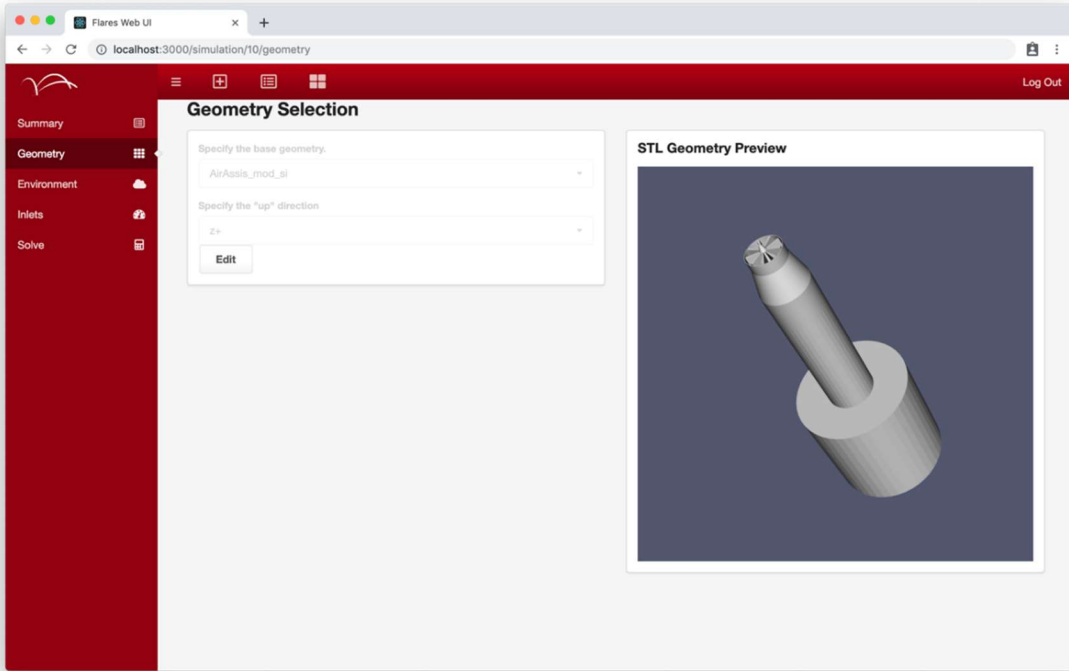 Flares Web UI
localhost:3000/simulation/10/geometry
Log Out
Summary
Geometry
Environment
Inlets
Solve
Geometry Selection
Specify the base geometry.
AirAssis_mod_si
Specify the "up" direction
z+
Edit
STL Geometry Preview